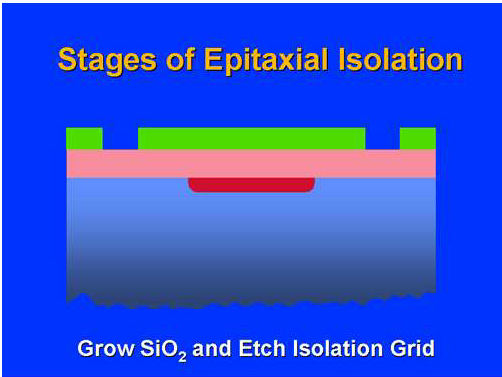 Stages of Epitaxial Isolation
Grow SiO₂ and Etch Isolation Grid